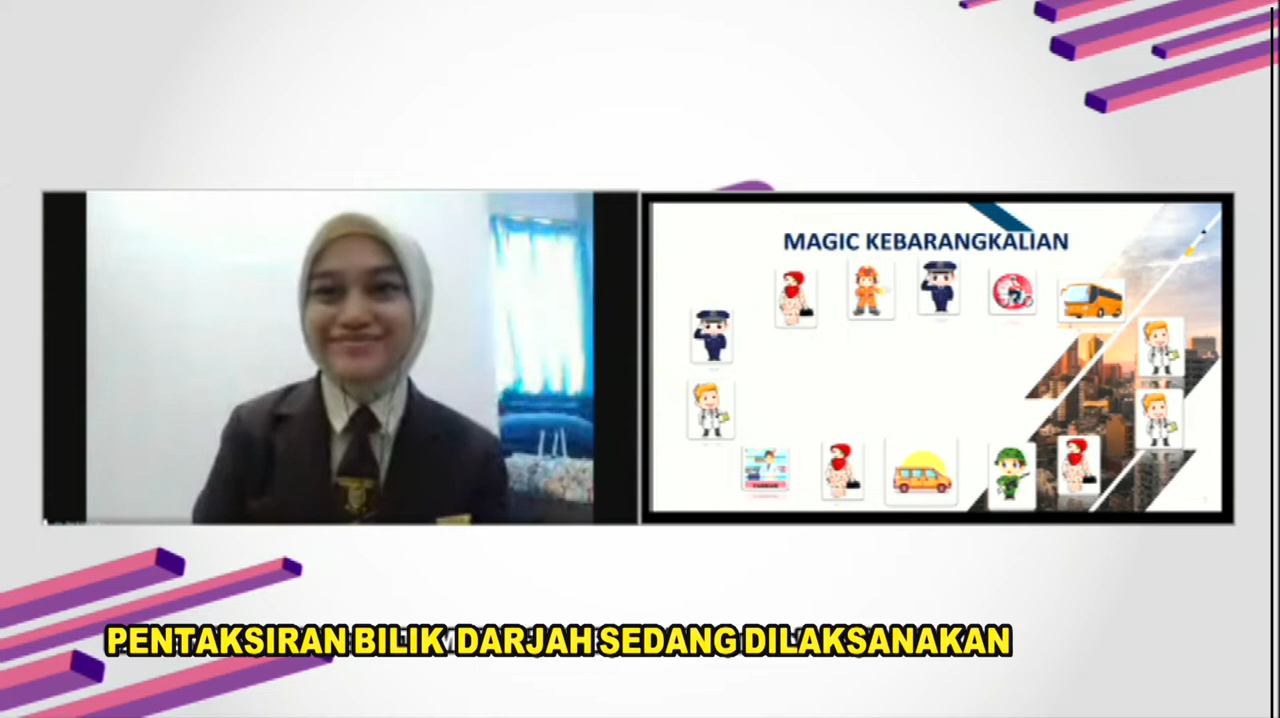 MAGIC KEBARANGKALIAN
PENTAKSIRAN BILIK DARJAH SEDANG DILAKSANAKAN